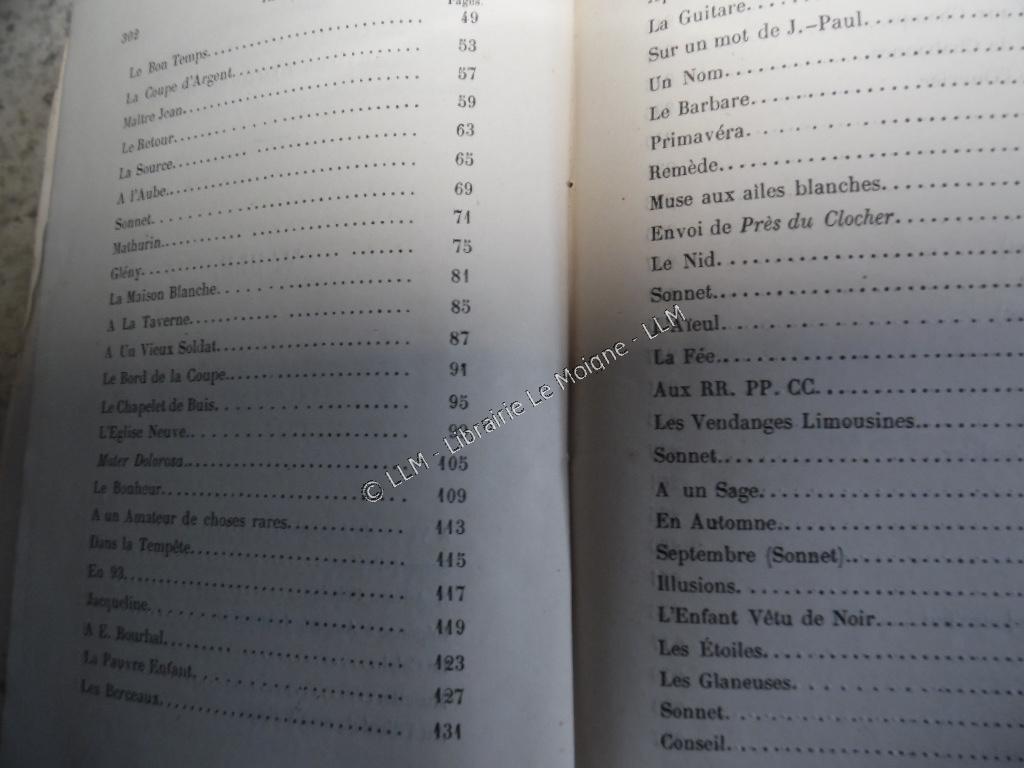 302
Pages.
Le Bon Temps 49
La Coupe d'Argent 53
Maître Jean 57
Le Retour 59
La Source 63
A l'Aube 65
Sonnet 69
Mathurin 71
Glény 75
La Maison Blanche 81
A La Taverne 85
A Un Vieux Soldat 87
Le Bord de la Coupe 91
Le Chapelet de Buis 95
L'Eglise Neuve
Mater Dolorosa 105
Le Bonheur 109
A un Amateur de choses rares 113
Dans la Tempête 115
En 93 117
Jacqueline 119
A E. Bourhal 123
La Pauvre Enfant 127
Les Berceaux 131
La Guitare
Sur un mot de J.-Paul
Un Nom
Le Barbare
Primavéra
Remède
Muse aux ailes blanches
Envoi de Près du Clocher
Le Nid
Sonnet
L'Aïeul
La Fée
Aux RR. PP. CC.
Les Vendanges Limousines
Sonnet
A un Sage
En Automne
Septembre (Sonnet)
Illusions
L'Enfant Vêtu de Noir
Les Étoiles
Les Glaneuses
Sonnet
Conseil
© LLM - Librairie Le Moigne - LLM